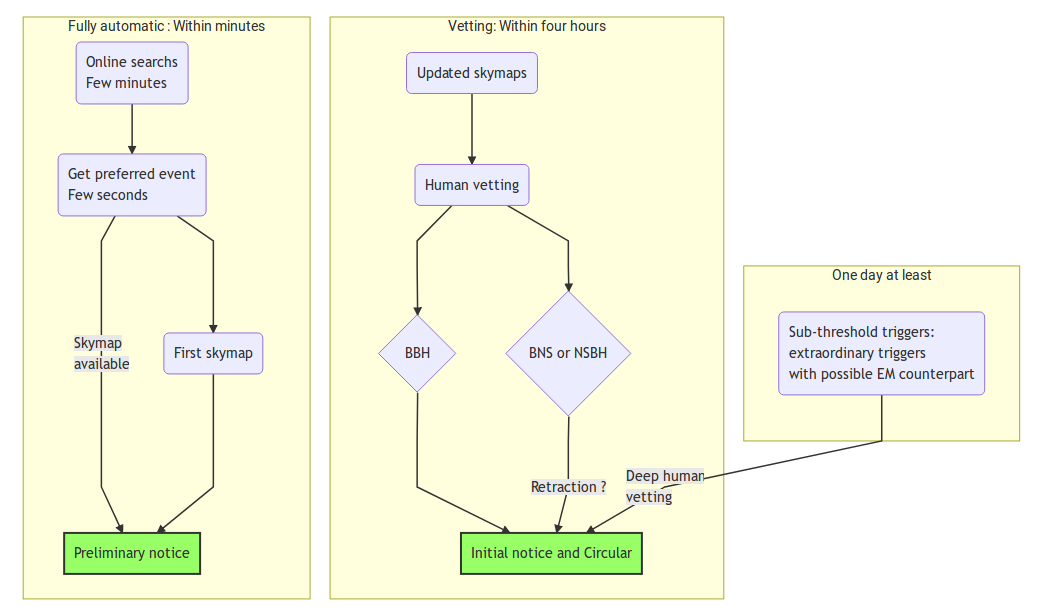 Fully automatic : Within minutes
Online searchs
Few minutes
Get preferred event
Few seconds
Skymap
available
First skymap
Preliminary notice
Vetting: Within four hours
Updated skymaps
Human vetting
BBH
BNS or NSBH
Retraction ?
Deep human
vetting
Initial notice and Circular
One day at least
Sub-threshold triggers:
extraordinary triggers
with possible EM counterpart